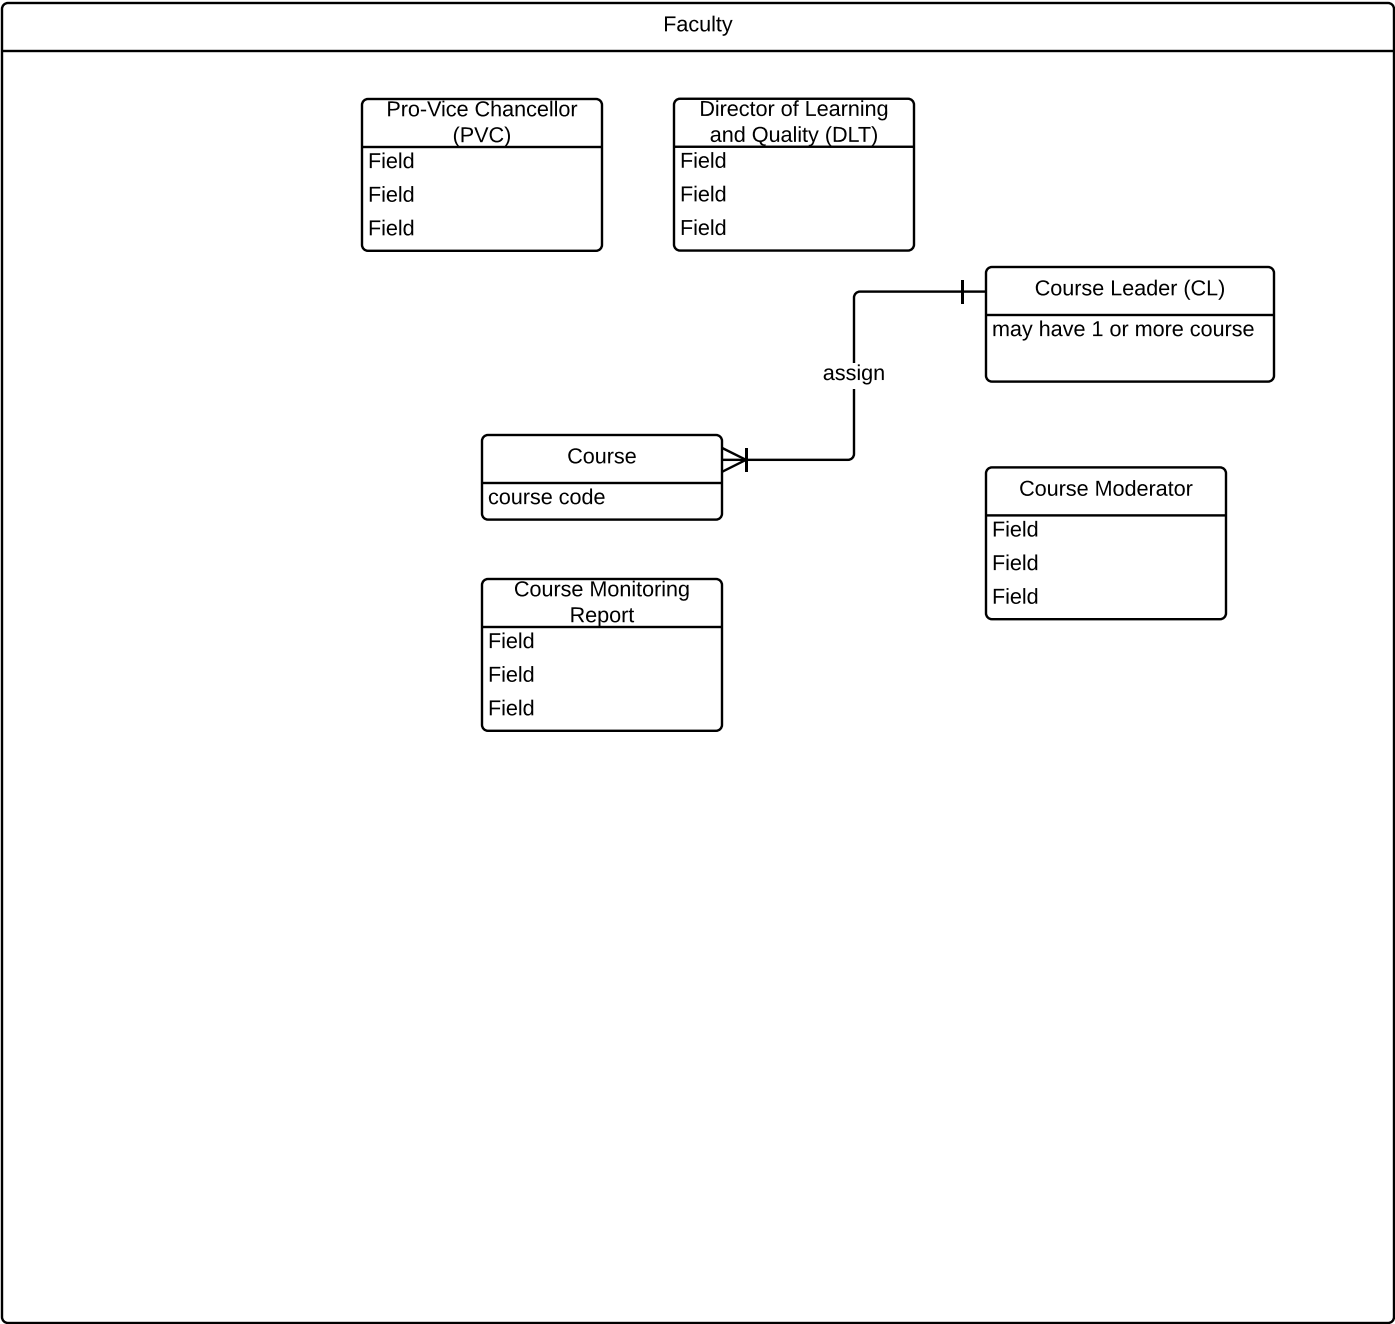 Faculty
Pro-Vice Chancellor
(PVC)
Field
Field
Field
Director of Learning
and Quality (DLT)
Field
Field
Field
Course Leader (CL)
may have 1 or more course
assign
Course
course code
Course Moderator
Field
Field
Field
Course Monitoring
Report
Field
Field
Field